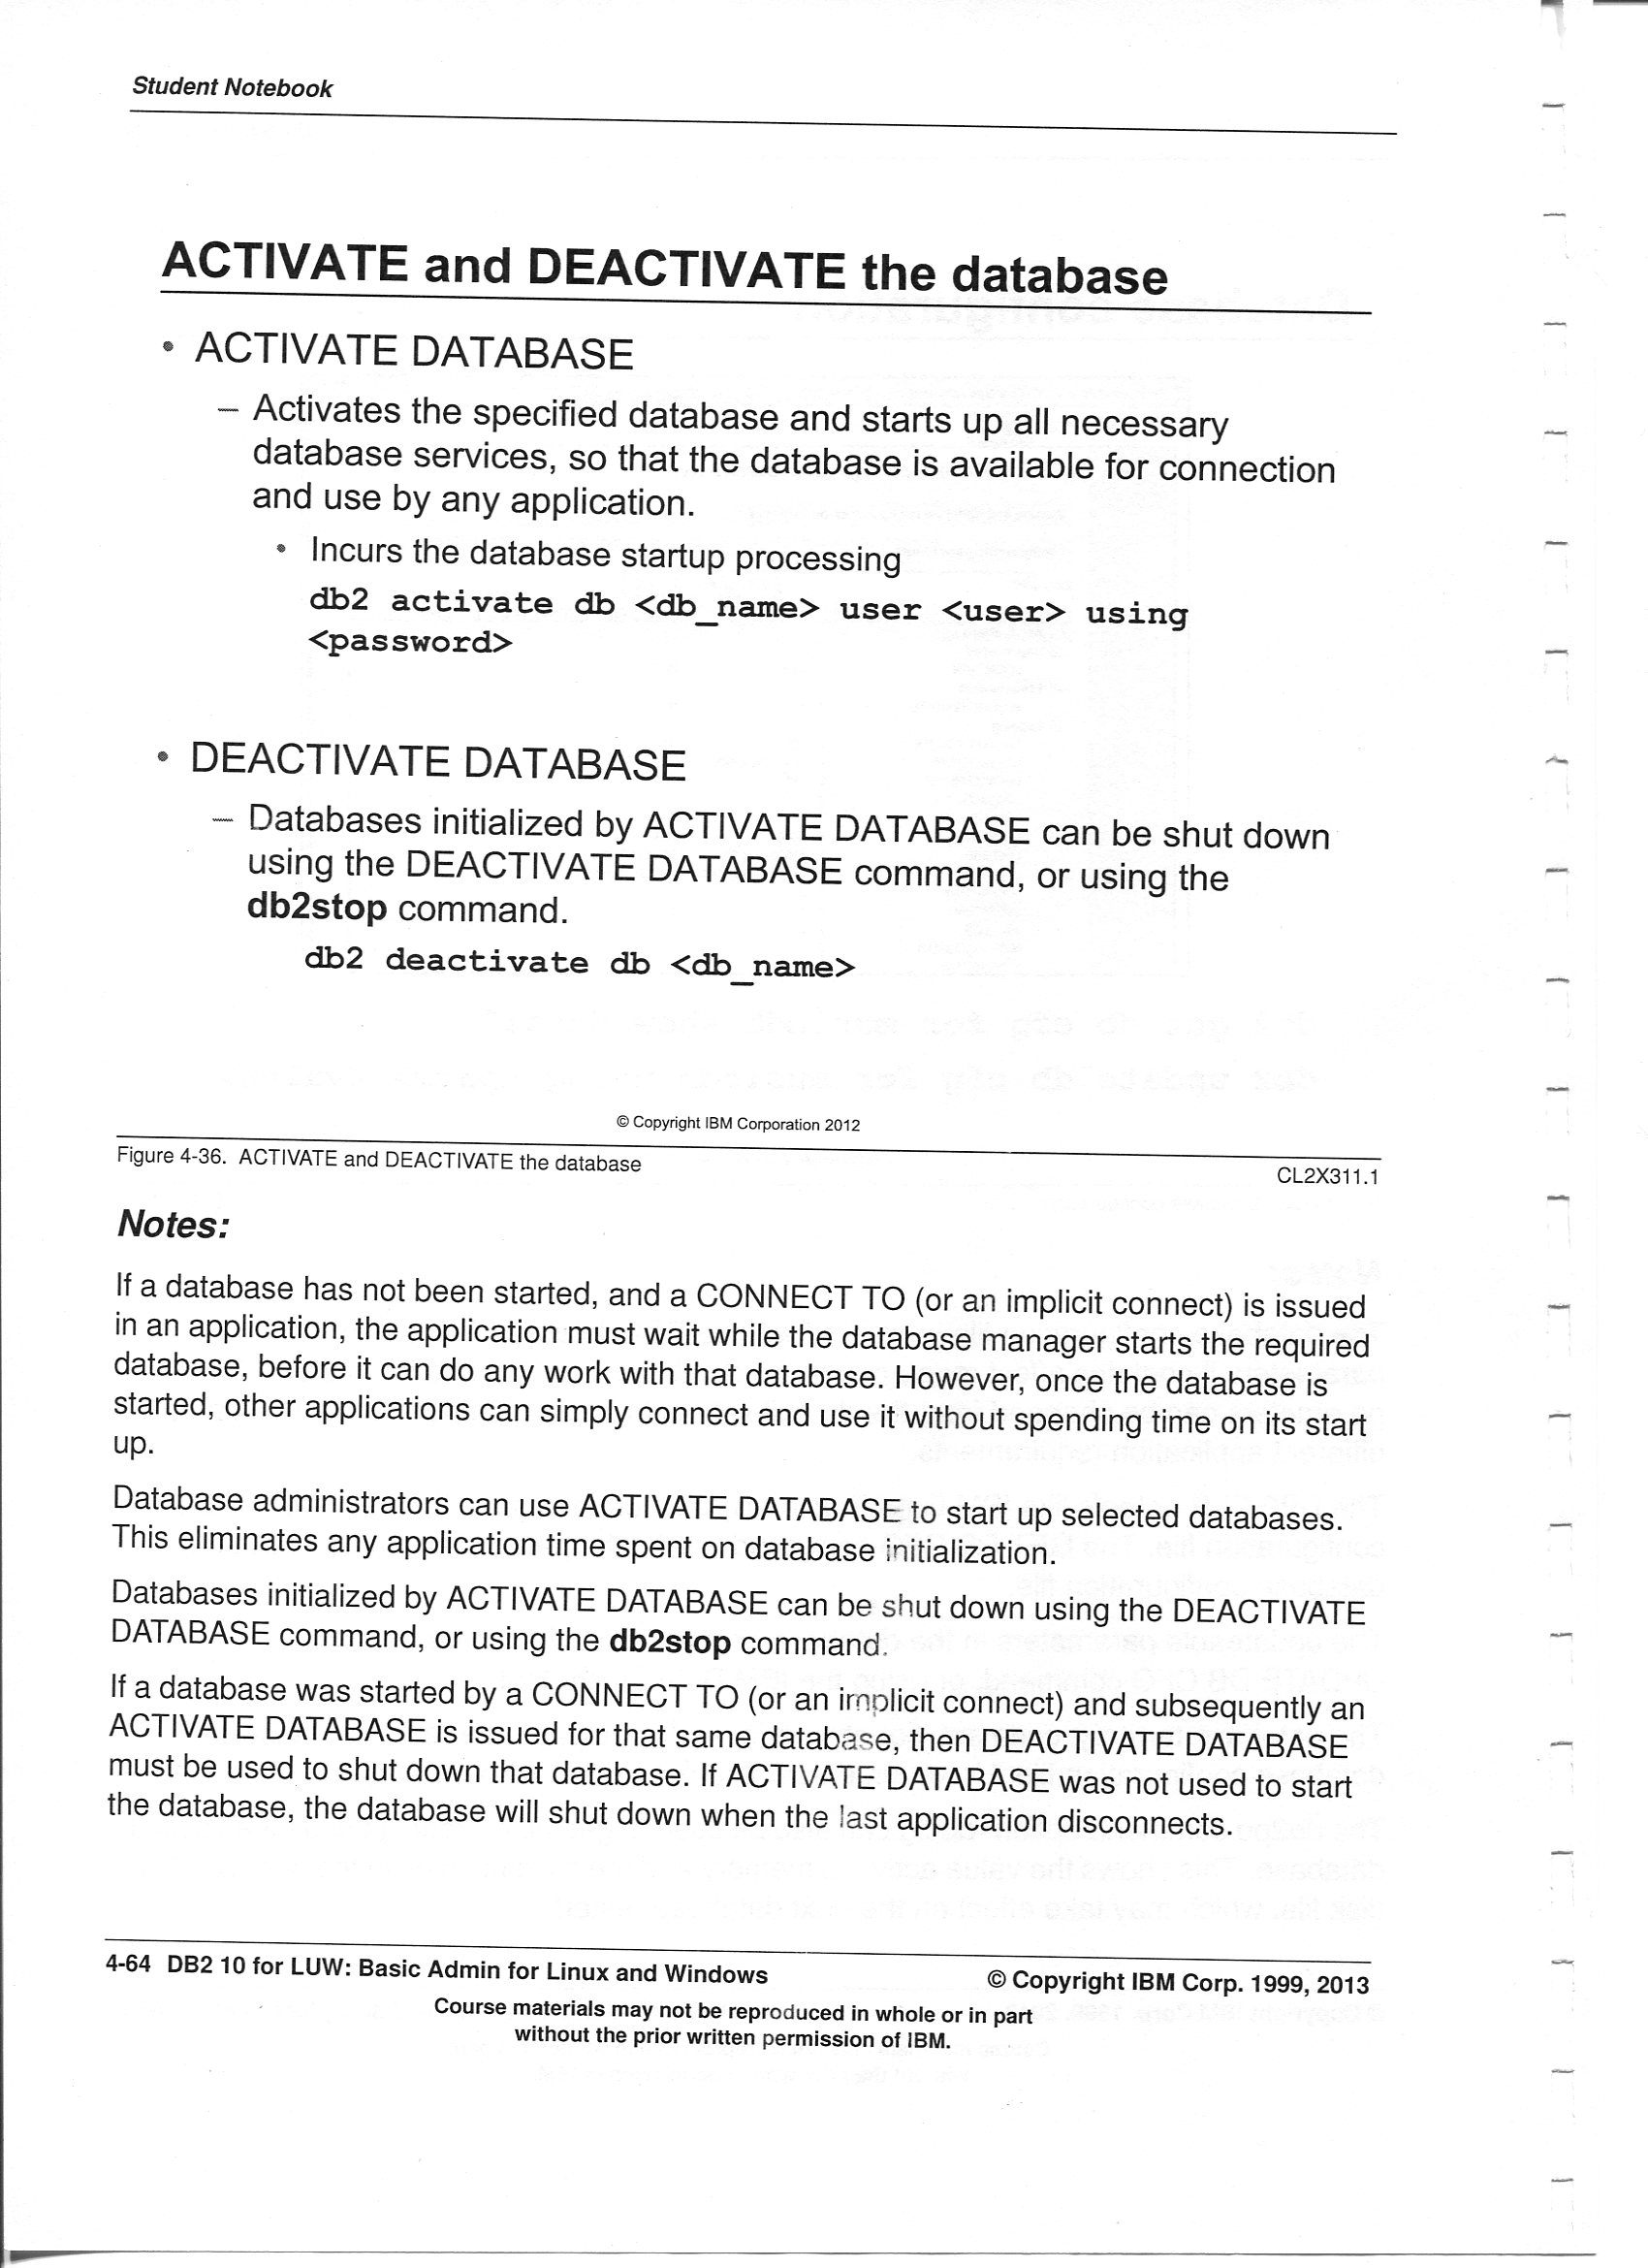 Student Notebook
ACTIVATE and DEACTIVATE the database
• ACTIVATE DATABASE
– Activates the specified database and starts up all necessary
database services, so that the database is available for connection
and use by any application.
• Incurs the database startup processing
db2 activate db <db_name> user <user> using
<password>
• DEACTIVATE DATABASE
– Databases initialized by ACTIVATE DATABASE can be shut down
using the DEACTIVATE DATABASE command, or using the
db2stop command.
db2 deactivate db <db_name>
© Copyright IBM Corporation 2012
Figure 4-36. ACTIVATE and DEACTIVATE the database
CL2X311.1
Notes:
If a database has not been started, and a CONNECT TO (or an implicit connect) is issued
in an application, the application must wait while the database manager starts the required
database, before it can do any work with that database. However, once the database is
started, other applications can simply connect and use it without spending time on its start
up.
Database administrators can use ACTIVATE DATABASE to start up selected databases.
This eliminates any application time spent on database initialization.
Databases initialized by ACTIVATE DATABASE can be shut down using the DEACTIVATE
DATABASE command, or using the db2stop command.
If a database was started by a CONNECT TO (or an implicit connect) and subsequently an
ACTIVATE DATABASE is issued for that same database, then DEACTIVATE DATABASE
must be used to shut down that database. If ACTIVATE DATABASE was not used to start
the database, the database will shut down when the last application disconnects.
4-64 DB2 10 for LUW: Basic Admin for Linux and Windows
© Copyright IBM Corp. 1999, 2013
Course materials may not be reproduced in whole or in part
without the prior written permission of IBM.